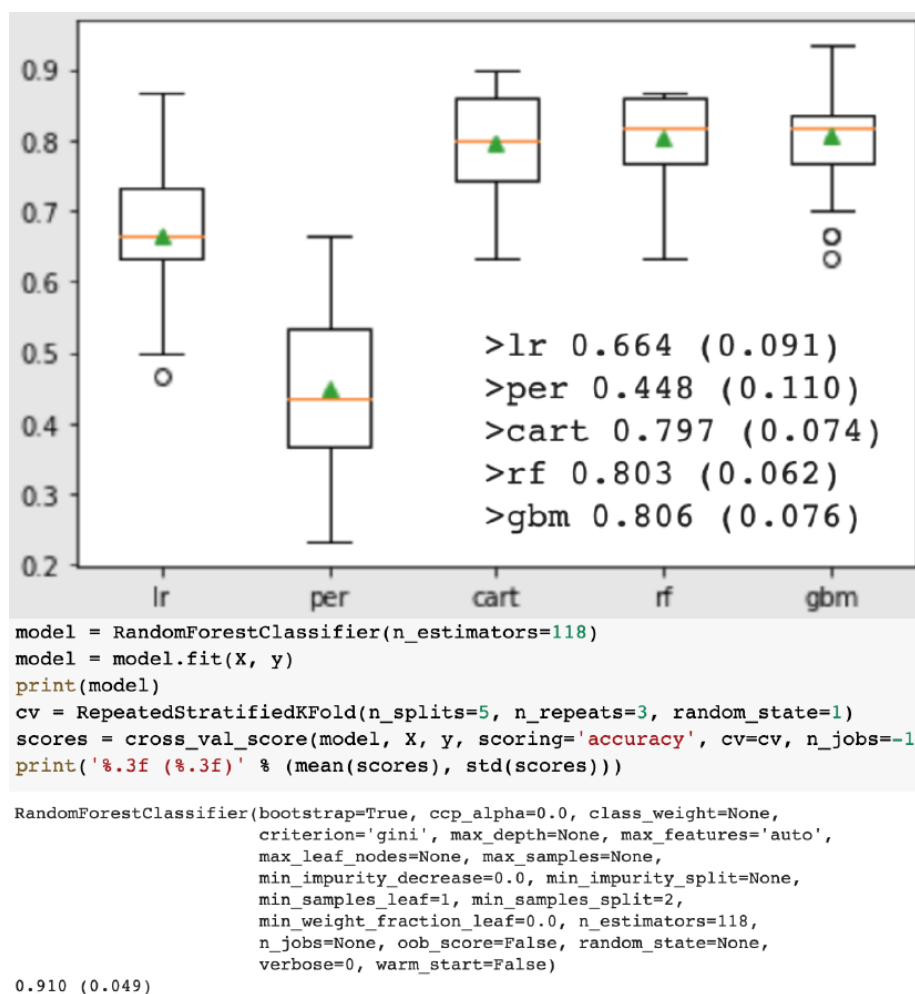 0.9
0.8
0.7
0.6
0.5
0.4
0.3
0.2
>lr 0.664 (0.091)
>per 0.448 (0.110)
>cart 0.797 (0.074)
>rf 0.803 (0.062)
>gbm 0.806 (0.076)
lr per cart rf gbm
model = RandomForestClassifier(n_estimators=118)
model = model.fit(X, y)
print(model)
cv = RepeatedStratifiedKFold(n_splits=5, n_repeats=3, random_state=1)
scores = cross_val_score(model, X, y, scoring='accuracy', cv=cv, n_jobs=-1
print('%.3f (%.3f)' % (mean(scores), std(scores)))
RandomForestClassifier(bootstrap=True, ccp_alpha=0.0, class_weight=None,
criterion='gini', max_depth=None, max_features='auto',
max_leaf_nodes=None, max_samples=None,
min_impurity_decrease=0.0, min_impurity_split=None,
min_samples_leaf=1, min_samples_split=2,
min_weight_fraction_leaf=0.0, n_estimators=118,
n_jobs=None, oob_score=False, random_state=None,
verbose=0, warm_start=False)
0.910 (0.049)